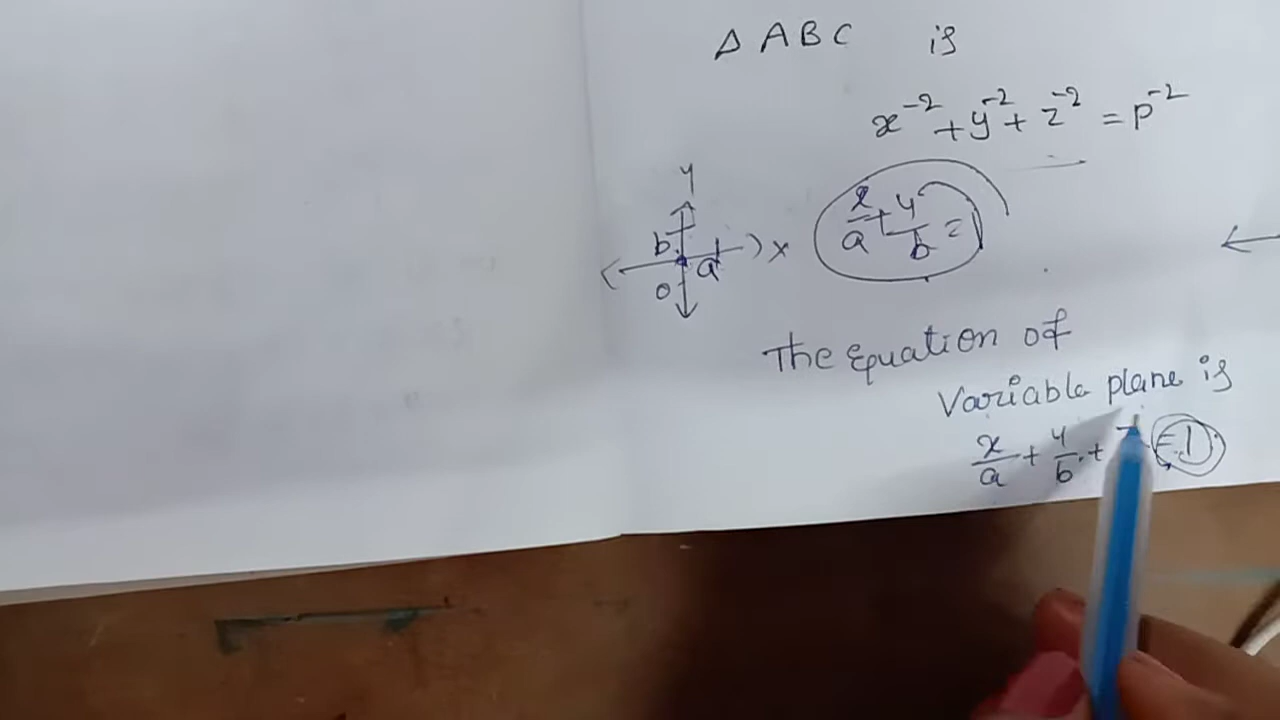 Δ ABC is
x⁻² + y⁻² + z⁻² = p⁻²
Y
b
a
X
O
x/a + y/b = 1
The Equation of
Variable plane is
x/a + y/b + = 1